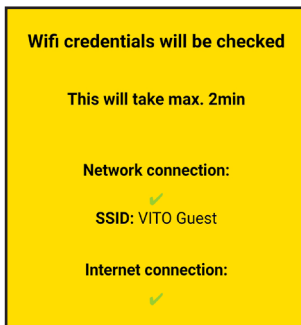 Wifi credentials will be checked
This will take max. 2min
Network connection:
✔
SSID: VITO Guest
Internet connection:
✔